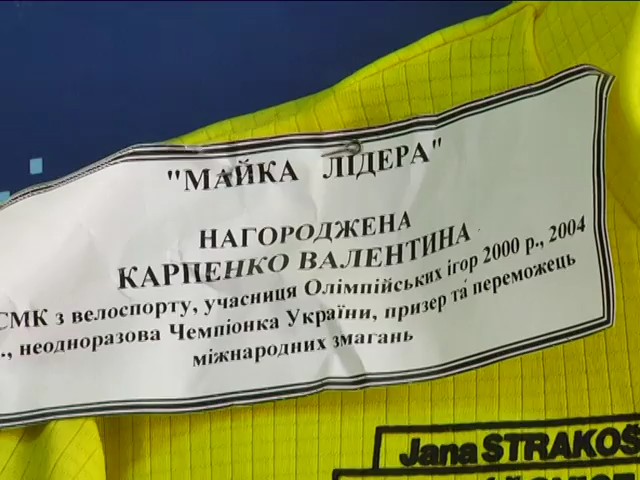 "МАЙКА ЛІДЕРА"
НАГОРОДЖЕНА
КАРПЕНКО ВАЛЕНТИНА
СМК з велоспорту, учасниця Олімпійських ігор 2000 р., 2004
., неодноразова Чемпіонка України, призер та переможець
міжнародних змагань
Jana STRAKOŠ